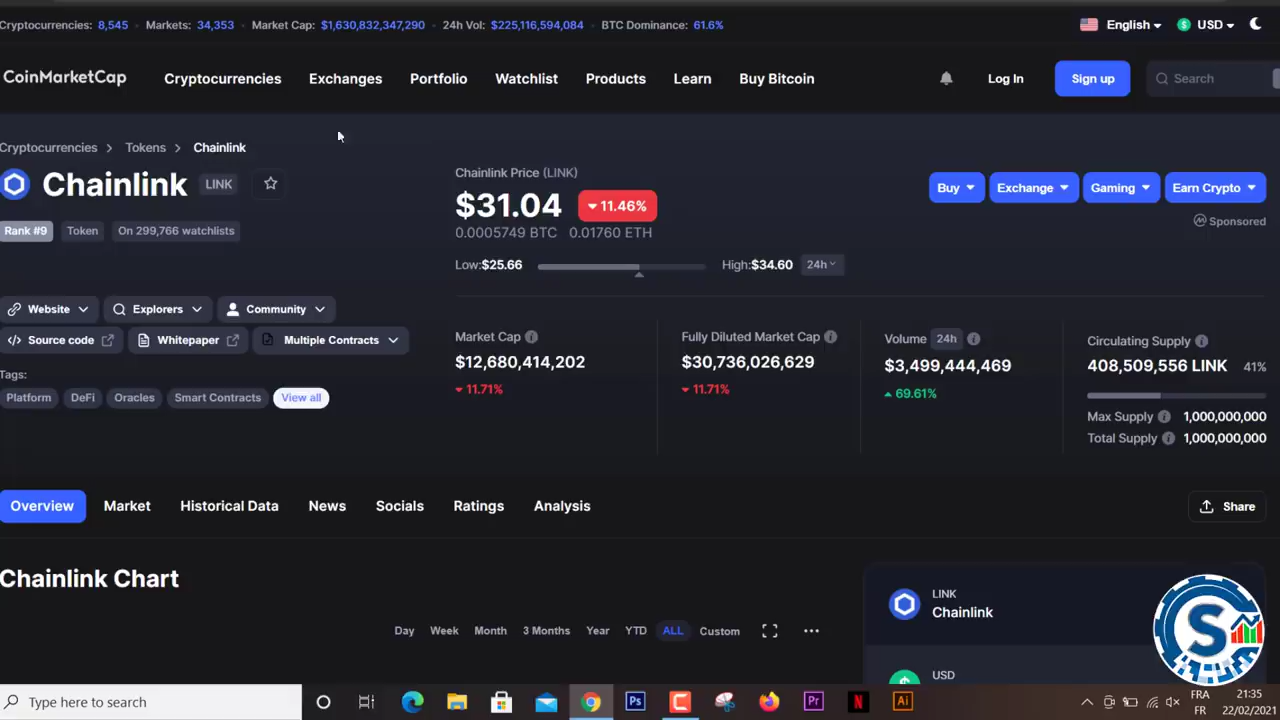 Cryptocurrencies: 8,545 Markets: 34,353 Market Cap: $1,630,832,347,290 24h Vol: $225,116,594,084 BTC Dominance: 61.6% English USD
CoinMarketCap Cryptocurrencies Exchanges Portfolio Watchlist Products Learn Buy Bitcoin Log In Sign up Search
Cryptocurrencies > Tokens > Chainlink
Chainlink LINK
Rank #9 Token On 299,766 watchlists
Chainlink Price (LINK)
$31.04 11.46%
0.0005749 BTC 0.01760 ETH
Low:$25.66 High:$34.60 24h
Buy Exchange Gaming Earn Crypto
Sponsored
Website Explorers Community
Source code Whitepaper Multiple Contracts
Tags:
Platform DeFi Oracles Smart Contracts View all
Market Cap
$12,680,414,202
11.71%
Fully Diluted Market Cap
$30,736,026,629
11.71%
Volume 24h
$3,499,444,469
69.61%
Circulating Supply
408,509,556 LINK 41%
Max Supply 1,000,000,000
Total Supply 1,000,000,000
Overview Market Historical Data News Socials Ratings Analysis Share
Chainlink Chart
Day Week Month 3 Months Year YTD ALL Custom
LINK
Chainlink
USD
S
Type here to search
Ps
Pr
N
Ai
FRA
FR
21:35
22/02/2021